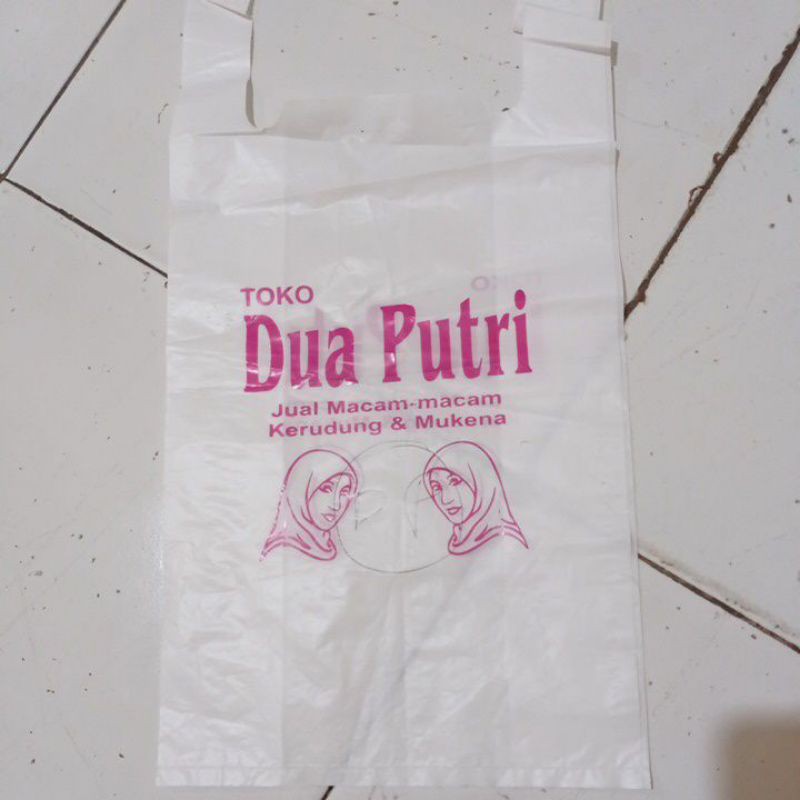 TOKO
Dua Putri
Jual Macam-macam
Kerudung & Mukena